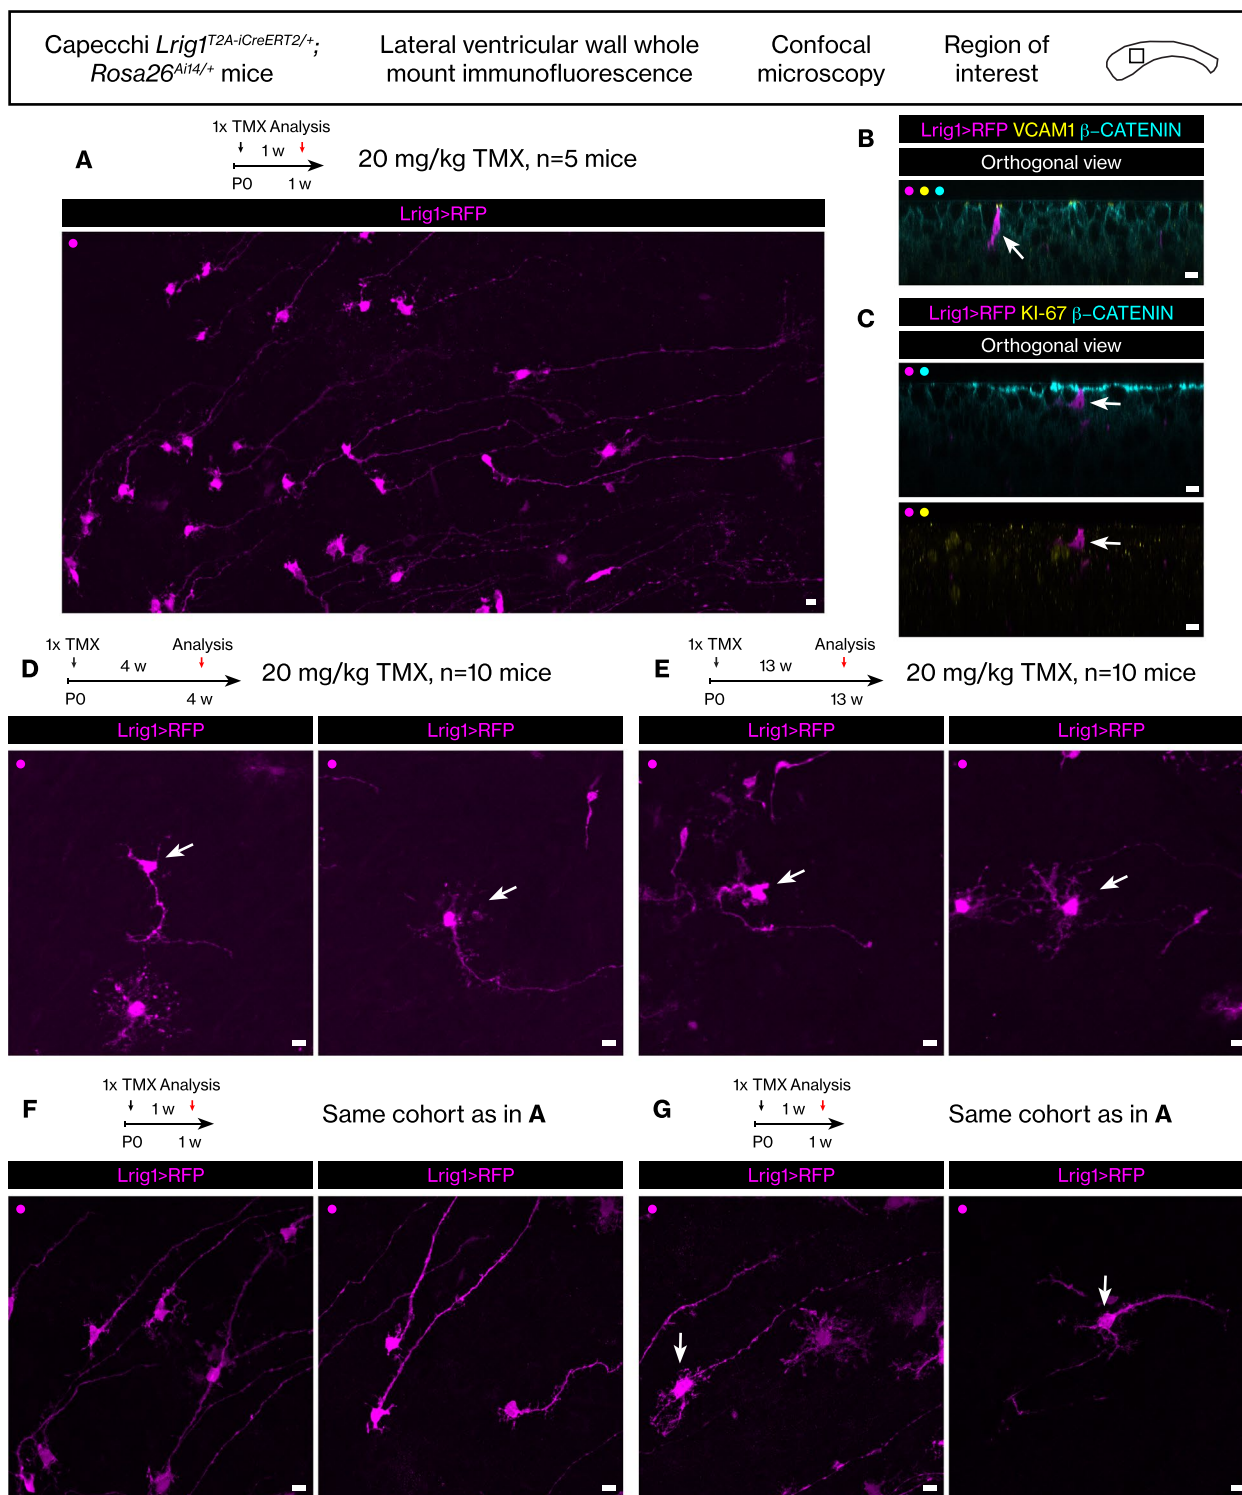 Capecchi Lrig1T2A-iCreERT2/+;
Rosa26Ai14/+ mice
Lateral ventricular wall whole
mount immunofluorescence
Confocal
microscopy
Region of
interest
A
1x TMX Analysis
1 w
P0 1 w
20 mg/kg TMX, n=5 mice
Lrig1>RFP
B
Lrig1>RFP VCAM1 β–CATENIN
Orthogonal view
C
Lrig1>RFP KI-67 β–CATENIN
Orthogonal view
D
1x TMX Analysis
4 w
P0 4 w
20 mg/kg TMX, n=10 mice
Lrig1>RFP
Lrig1>RFP
E
1x TMX Analysis
13 w
P0 13 w
20 mg/kg TMX, n=10 mice
Lrig1>RFP
Lrig1>RFP
F
1x TMX Analysis
1 w
P0 1 w
Same cohort as in A
Lrig1>RFP
Lrig1>RFP
G
1x TMX Analysis
1 w
P0 1 w
Same cohort as in A
Lrig1>RFP
Lrig1>RFP